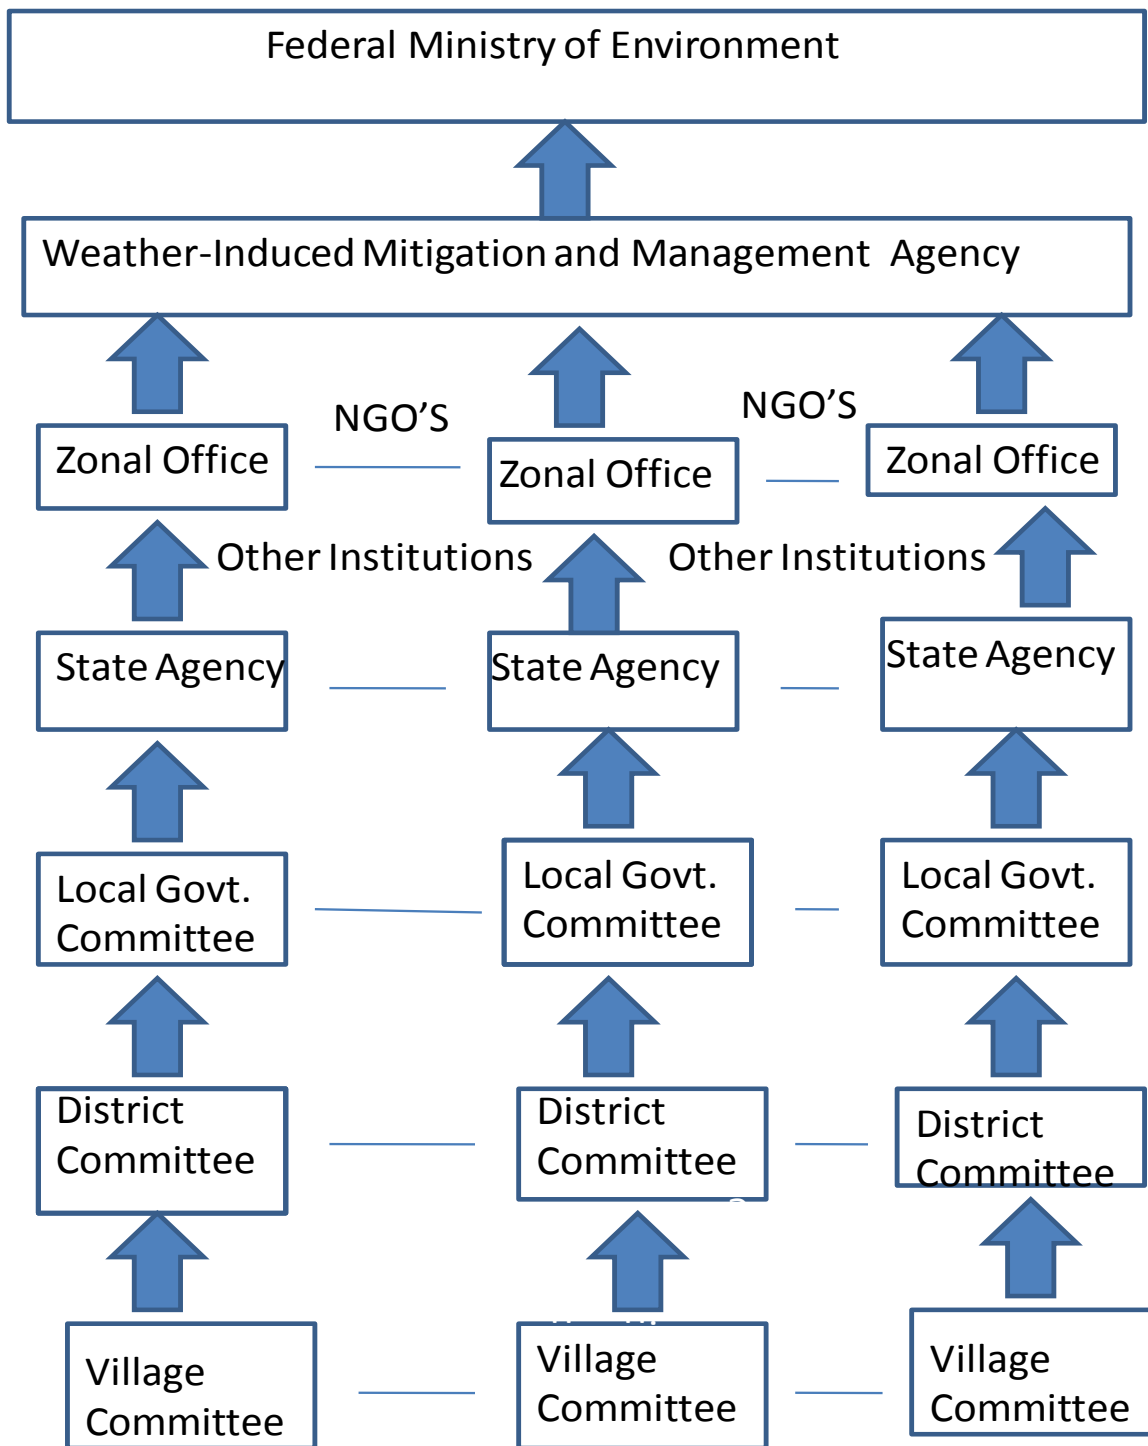 Federal Ministry of Environment
Weather-Induced Mitigation and Management Agency
NGO'S
NGO'S
Zonal Office
Zonal Office
Zonal Office
Other Institutions
Other Institutions
State Agency
State Agency
State Agency
Local Govt.
Committee
Local Govt.
Committee
Local Govt.
Committee
District
Committee
District
Committee
District
Committee
Village
Committee
Village
Committee
Village
Committee